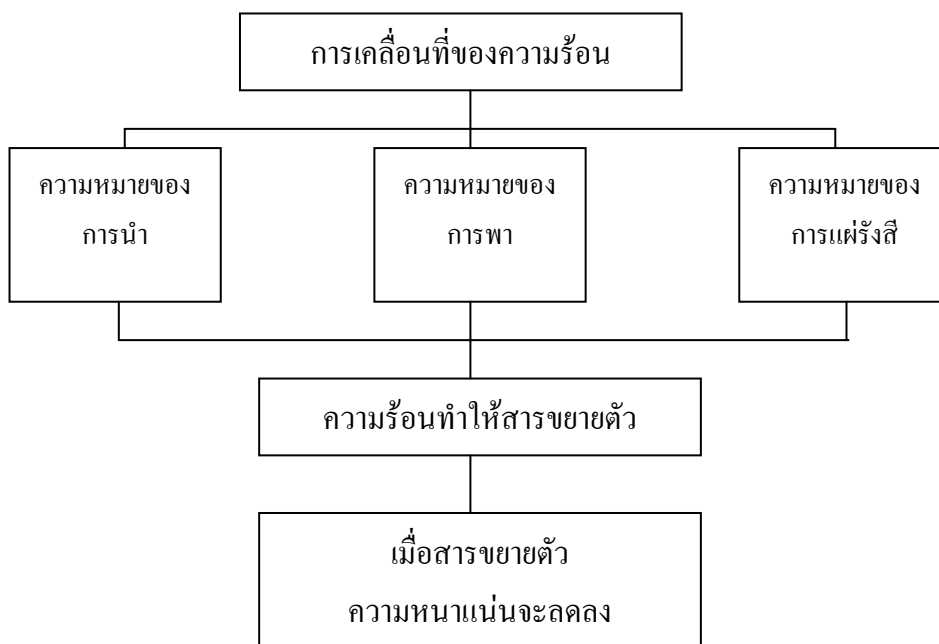 การเคลื่อนที่ของความร้อน
ความหมายของ
การนำ
ความหมายของ
การพา
ความหมายของ
การแผ่รังสี
ความร้อนทำให้สารขยายตัว
เมื่อสารขยายตัว
ความหนาแน่นจะลดลง